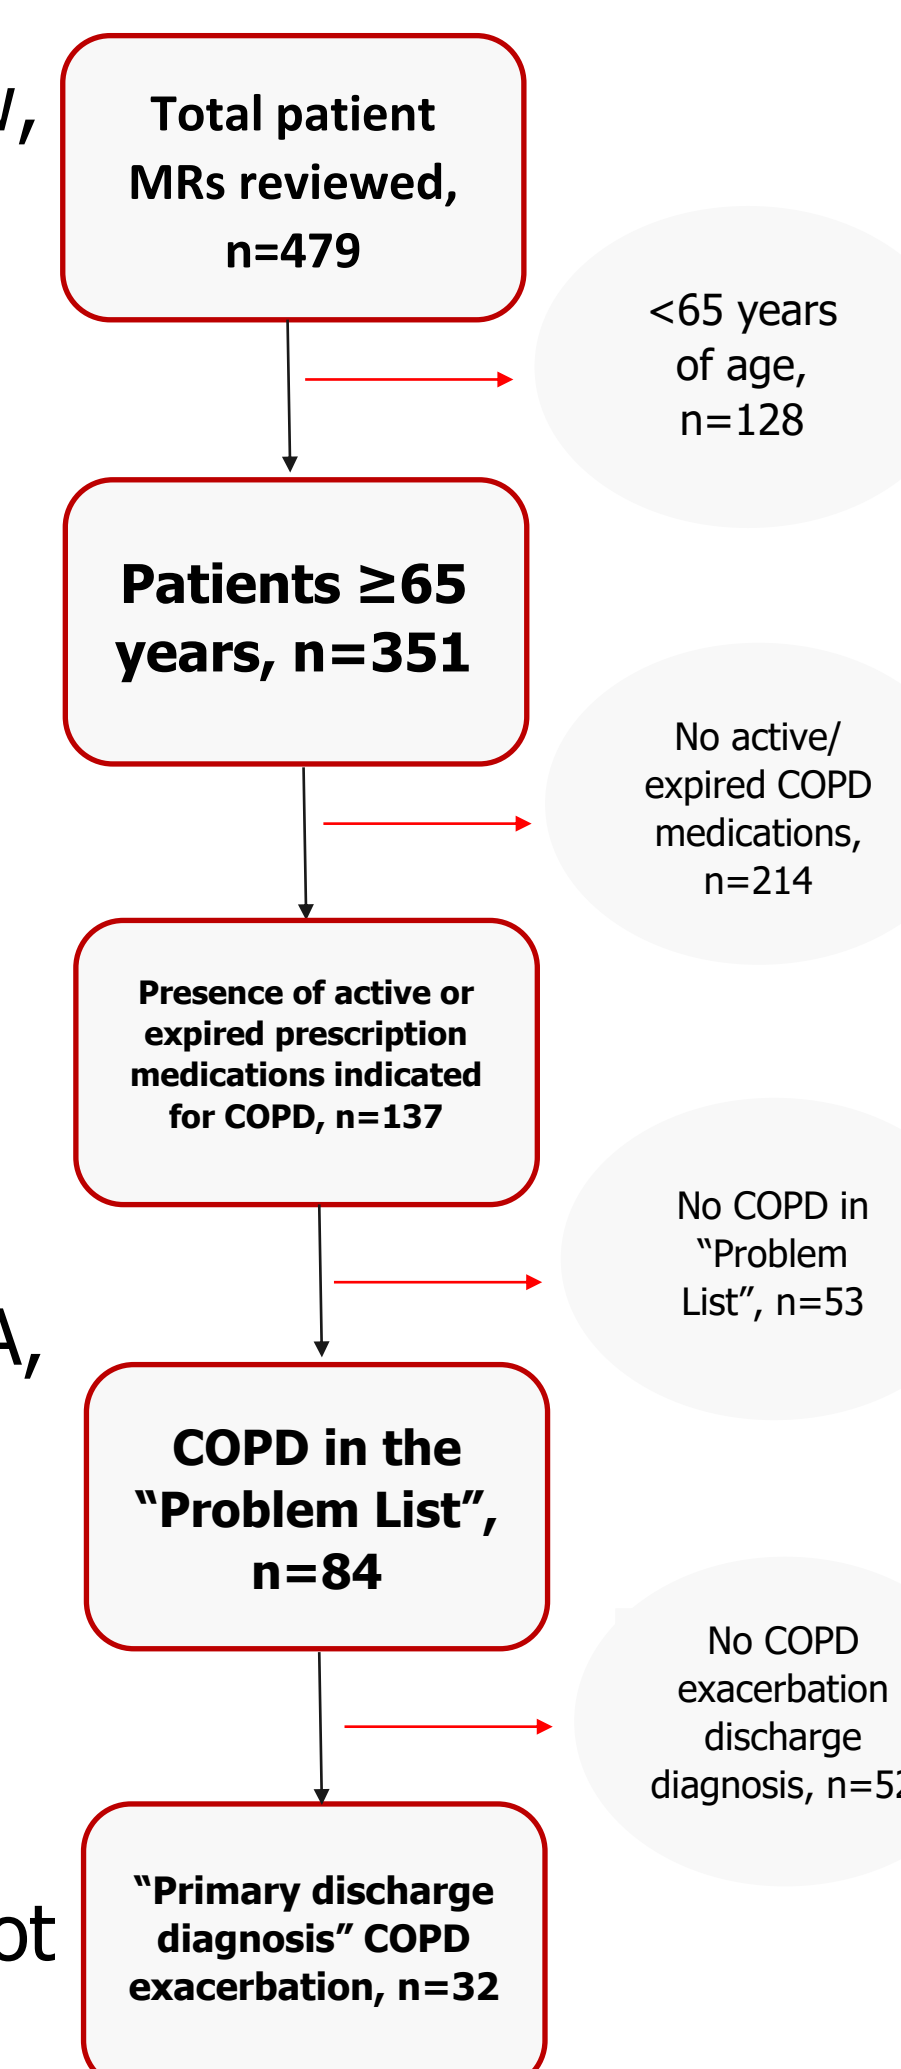 Total patient
MRs reviewed,
n=479
<65 years
of age,
n=128
Patients ≥65
years, n=351
No active/
expired COPD
medications,
n=214
Presence of active or
expired prescription
medications indicated
for COPD, n=137
No COPD in
“Problem
List”, n=53
COPD in the
“Problem List”,
n=84
No COPD
exacerbation
discharge
diagnosis, n=52
“Primary discharge
diagnosis” COPD
exacerbation, n=32